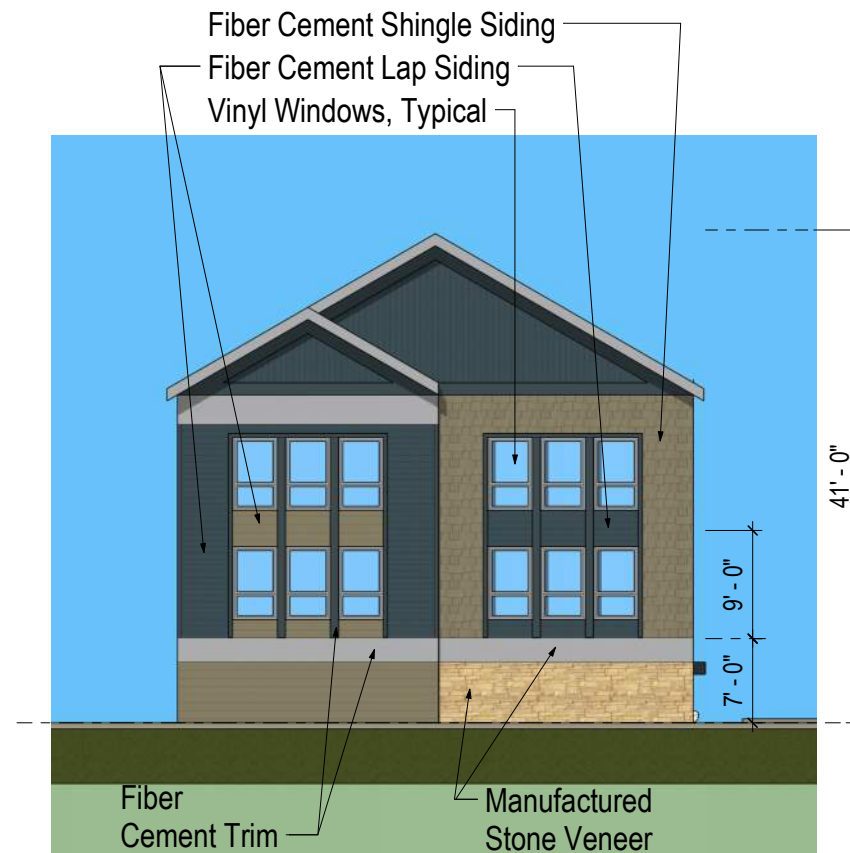 Fiber Cement Shingle Siding
Fiber Cement Lap Siding
Vinyl Windows, Typical
41' - 0"
9' - 0"
7' - 0"
Fiber
Cement Trim
Manufactured
Stone Veneer